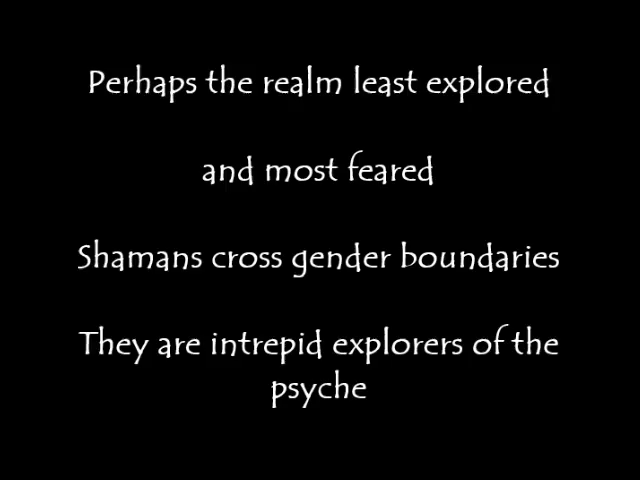 Perhaps the realm least explored
and most feared
Shamans cross gender boundaries
They are intrepid explorers of the
psyche